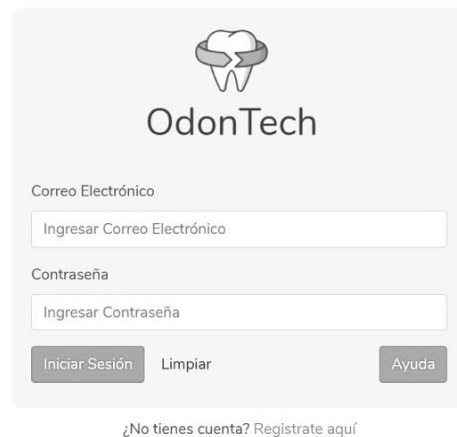 OdonTech
Correo Electrónico
Ingresar Correo Electrónico
Contraseña
Ingresar Contraseña
Iniciar Sesión Limpiar Ayuda
¿No tienes cuenta? Registrate aquí